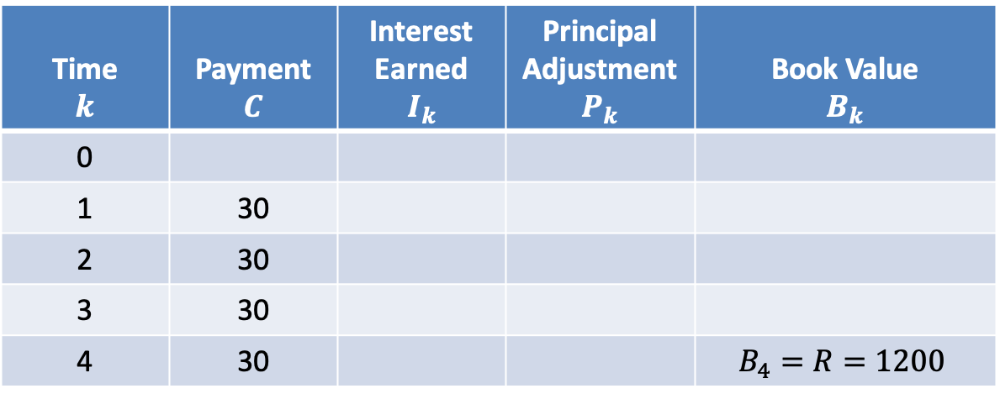 Time
k
Payment
C
Interest
Earned
I_k
Principal
Adjustment
P_k
Book Value
B_k
0
1 30
2 30
3 30
4 30 B_4 = R = 1200